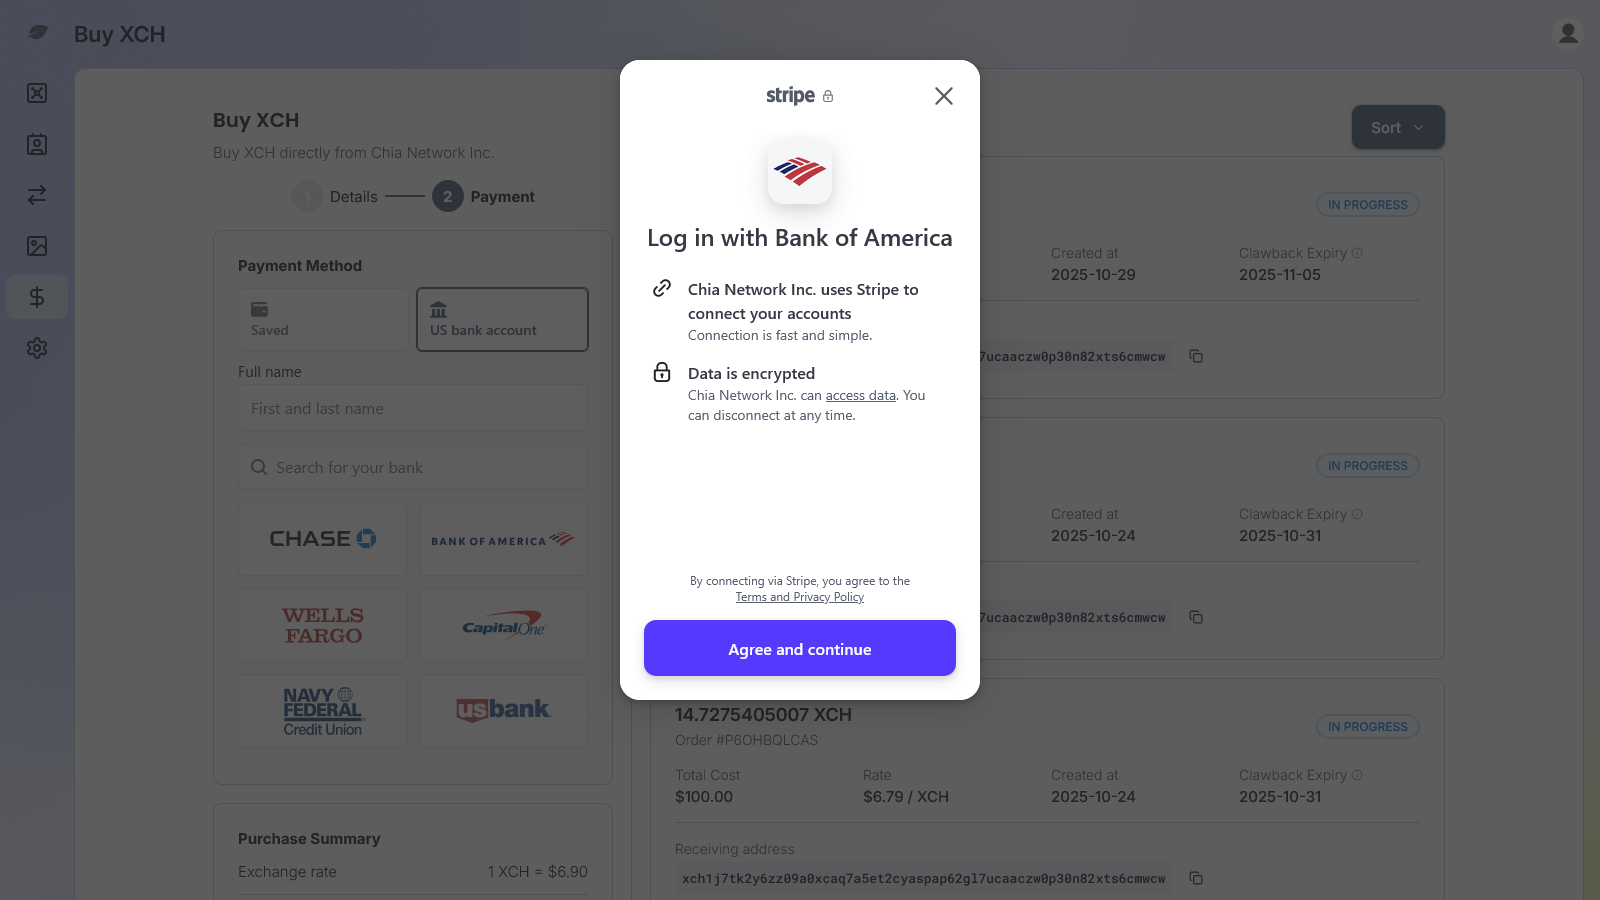 Buy XCH
Buy XCH
Buy XCH directly from Chia Network Inc.
1 Details 2 Payment
Payment Method
Saved
US bank account
Full name
First and last name
Search for your bank
CHASE
BANK OF AMERICA
WELLS
FARGO
Capital One
NAVY
FEDERAL
Credit Union
usbank
Purchase Summary
Exchange rate 1 XCH = $6.90
stripe
Log in with Bank of America
Chia Network Inc. uses Stripe to
connect your accounts
Connection is fast and simple.
Data is encrypted
Chia Network Inc. can access data. You
can disconnect at any time.
By connecting via Stripe, you agree to the
Terms and Privacy Policy
Agree and continue
Sort
IN PROGRESS
Created at Clawback Expiry
2025-10-29 2025-11-05
7ucaaczw0p30n82xts6cmwcw
IN PROGRESS
Created at Clawback Expiry
2025-10-24 2025-10-31
7ucaaczw0p30n82xts6cmwcw
14.7275405007 XCH
IN PROGRESS
Order #P6OHBQLCAS
Total Cost Rate Created at Clawback Expiry
$100.00 $6.79 / XCH 2025-10-24 2025-10-31
Receiving address
xch1j7tk2y6zz09a0xcaq7a5et2cyaspap62gl7ucaaczw0p30n82xts6cmwcw